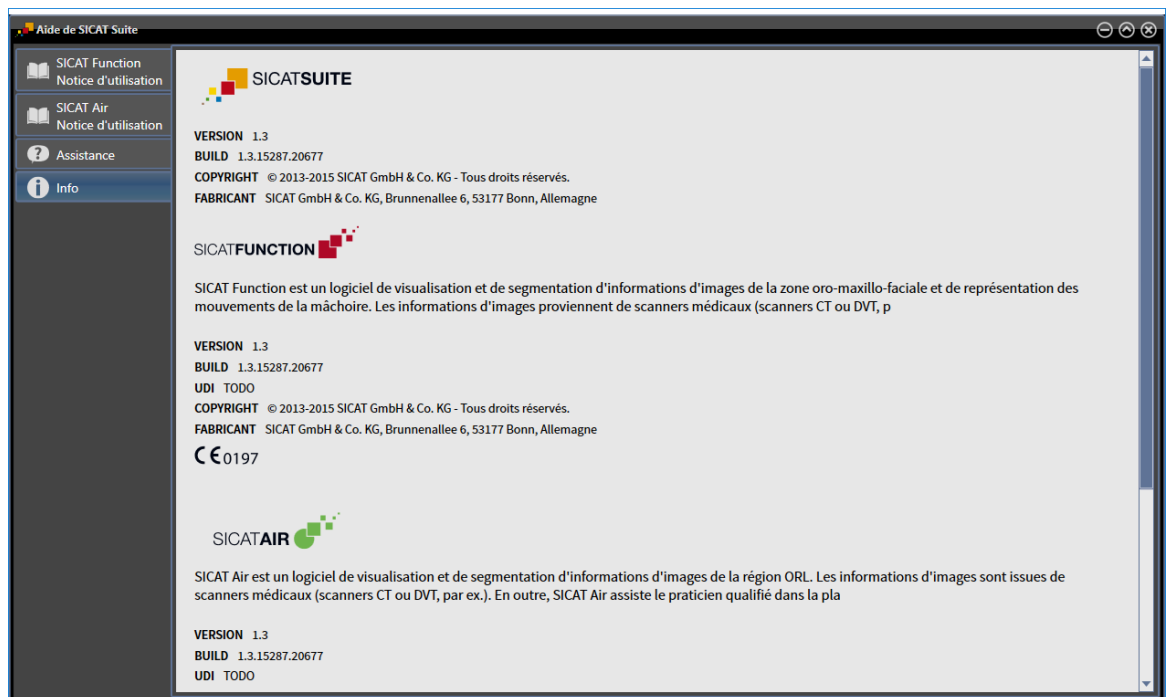 Aide de SICAT Suite
SICAT Function
Notice d'utilisation
SICAT Air
Notice d'utilisation
Assistance
Info
SICATSUITE
VERSION 1.3
BUILD 1.3.15287.20677
COPYRIGHT © 2013-2015 SICAT GmbH & Co. KG - Tous droits réservés.
FABRICANT SICAT GmbH & Co. KG, Brunnenallee 6, 53177 Bonn, Allemagne
SICATFUNCTION
SICAT Function est un logiciel de visualisation et de segmentation d'informations d'images de la zone oro-maxillo-faciale et de représentation des
mouvements de la mâchoire. Les informations d'images proviennent de scanners médicaux (scanners CT ou DVT, p
VERSION 1.3
BUILD 1.3.15287.20677
UDI TODO
COPYRIGHT © 2013-2015 SICAT GmbH & Co. KG - Tous droits réservés.
FABRICANT SICAT GmbH & Co. KG, Brunnenallee 6, 53177 Bonn, Allemagne
CE0197
SICATAIR
SICAT Air est un logiciel de visualisation et de segmentation d'informations d'images de la région ORL. Les informations d'images sont issues de
scanners médicaux (scanners CT ou DVT, par ex.). En outre, SICAT Air assiste le praticien qualifié dans la pla
VERSION 1.3
BUILD 1.3.15287.20677
UDI TODO